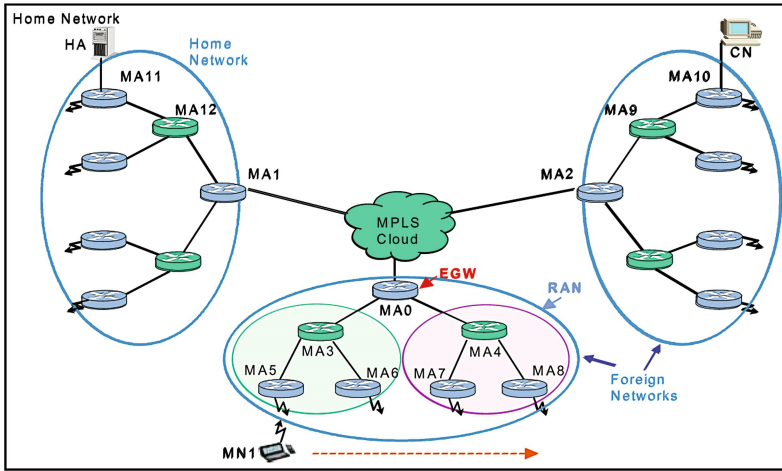 Home Network
HA
Home
Network
MA11
MA12
MA1
CN
MA10
MA9
MA2
MPLS
Cloud
EGW
RAN
MA0
MA3
MA4
MA5
MA6
MA7
MA8
Foreign
Networks
MN1